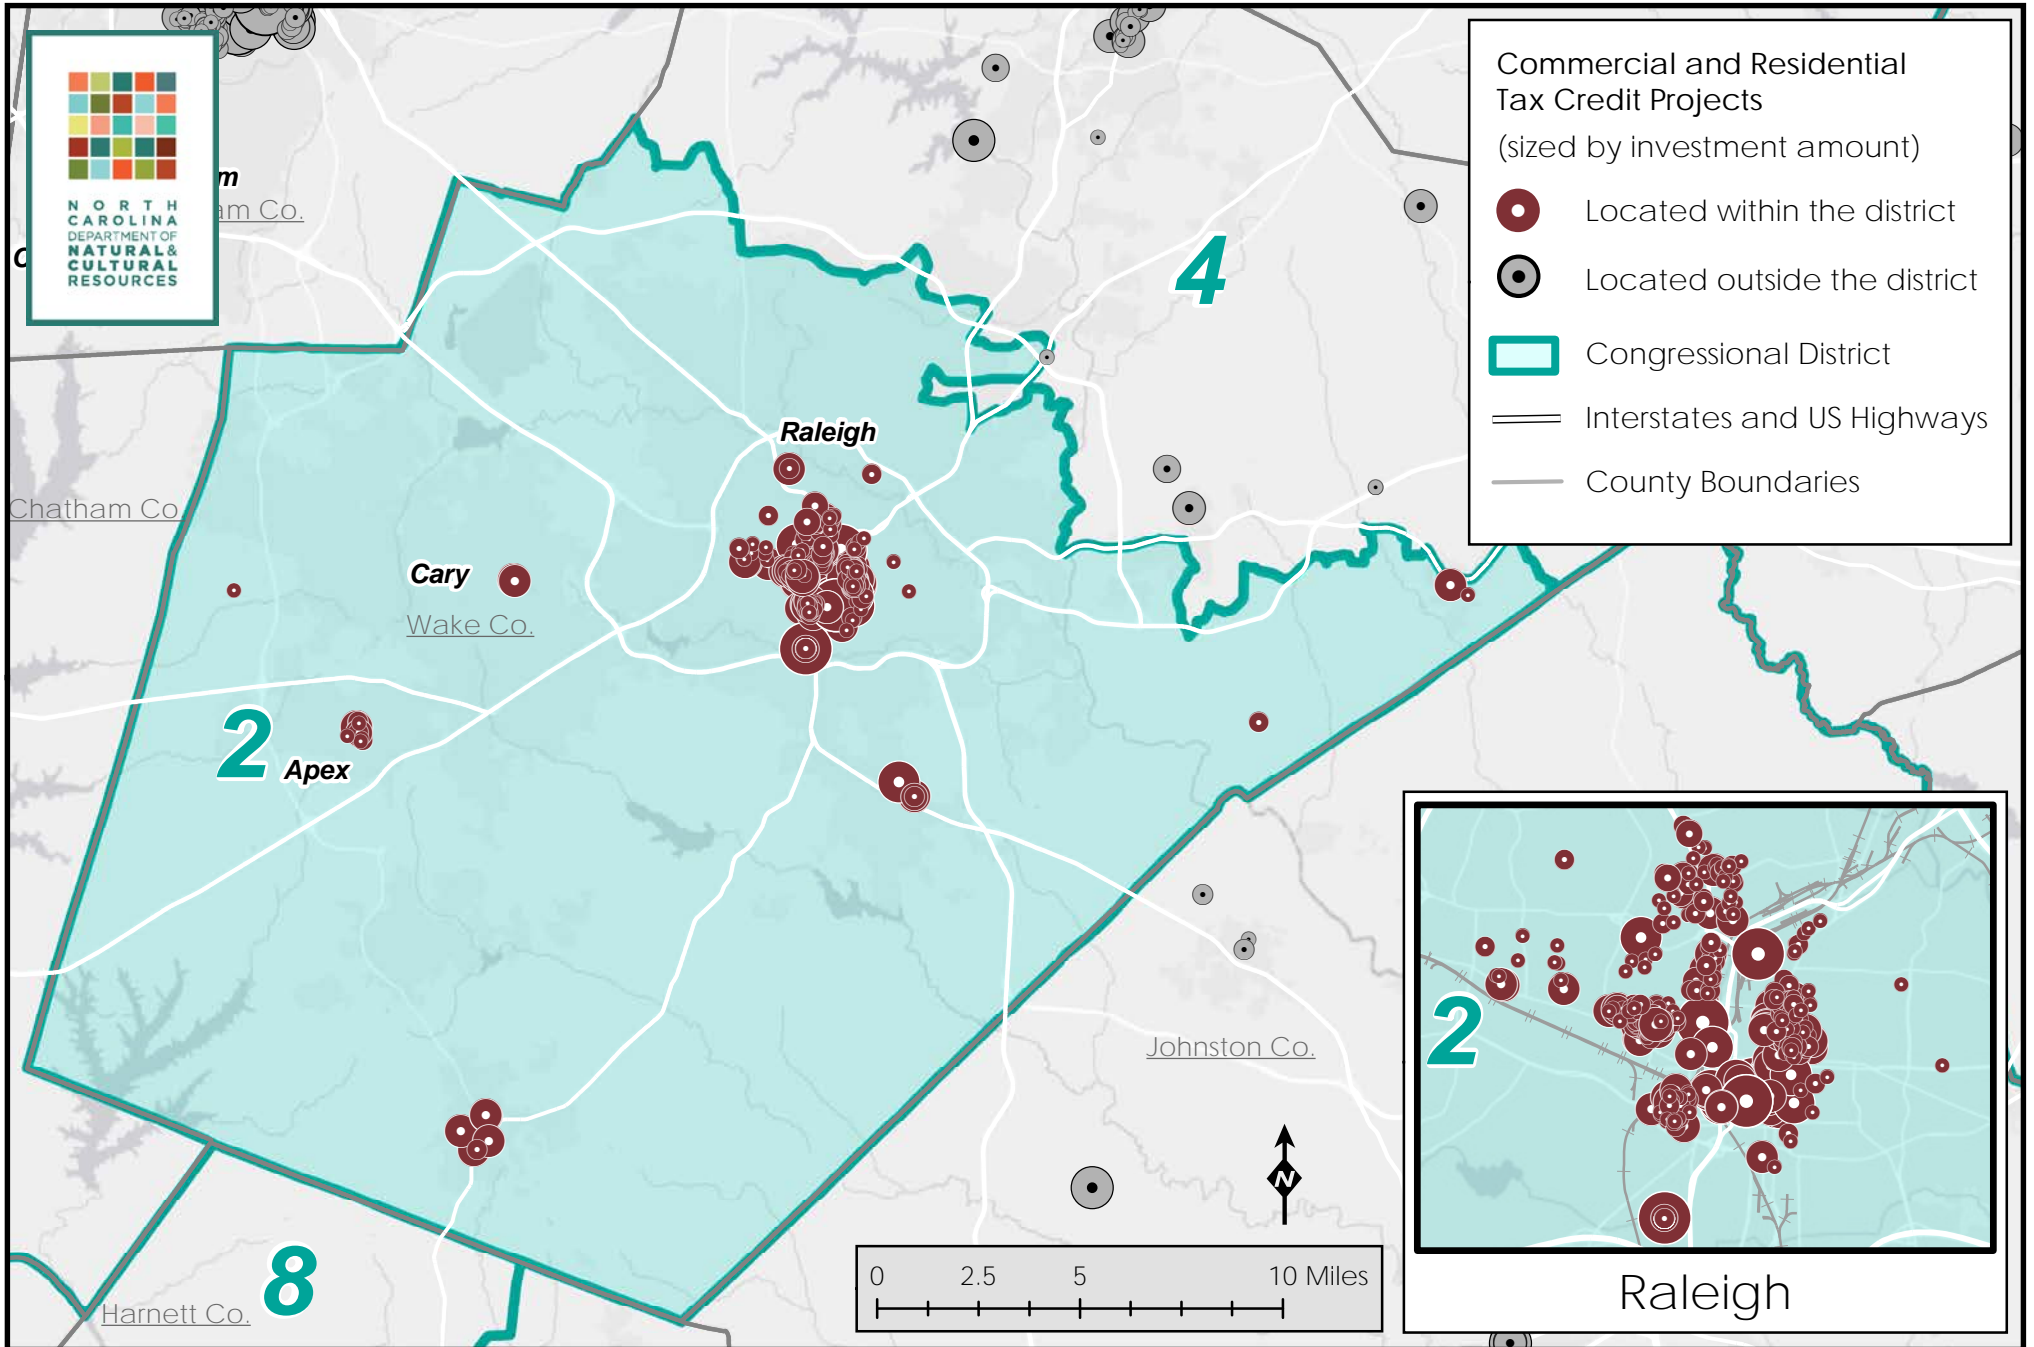 NORTH
CAROLINA
DEPARTMENT OF
NATURAL &
CULTURAL
RESOURCES
m
am Co.
C
Commercial and Residential
Tax Credit Projects
(sized by investment amount)
Located within the district
Located outside the district
Congressional District
Interstates and US Highways
County Boundaries
4
Raleigh
Chatham Co.
Cary
Wake Co.
2
Apex
2
Johnston Co.
N
8
Harnett Co.
0 2.5 5 10 Miles
Raleigh